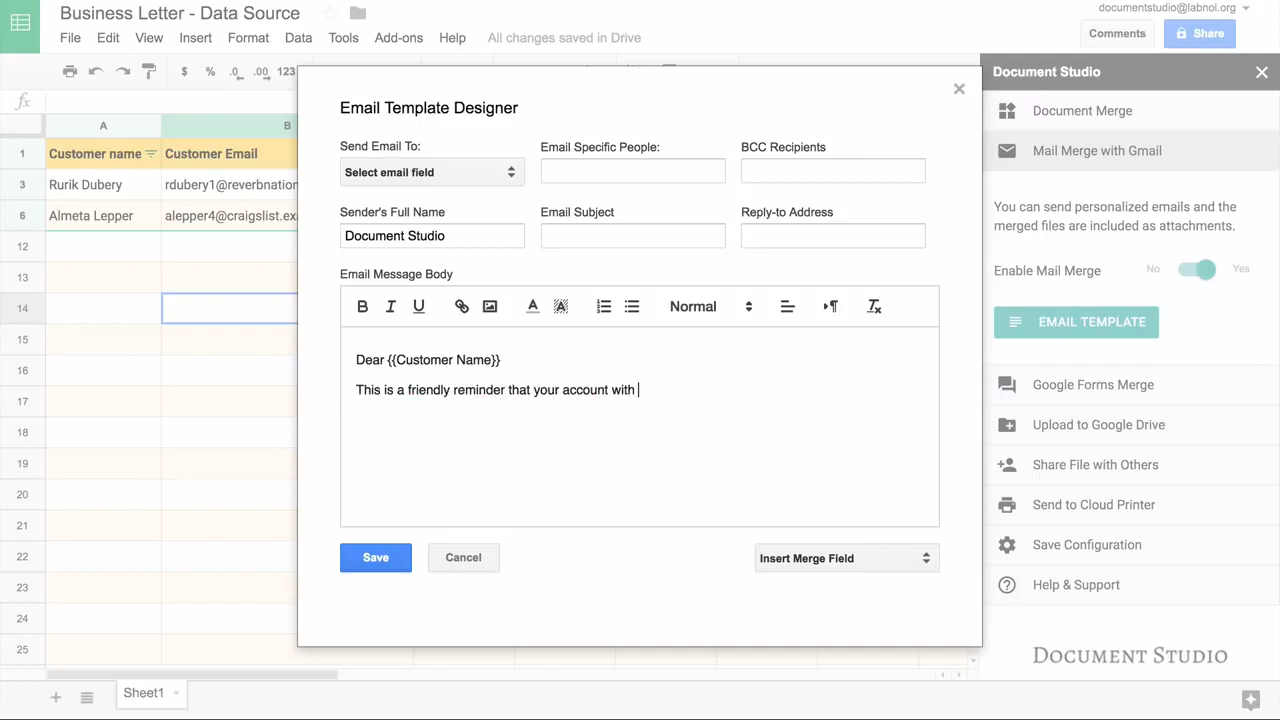 Business Letter - Data Source
documentstudio@labnol.org
File Edit View Insert Format Data Tools Add-ons Help All changes saved in Drive
Comments
Share
$ % .0 .00 123
fx
A B
1 Customer name Customer Email
3 Rurik Dubery rdubery1@reverbnation
6 Almeta Lepper alepper4@craigslist.ex
12
13
14
15
16
17
18
19
20
21
22
23
24
25
Sheet1
Email Template Designer
Send Email To: Email Specific People: BCC Recipients
Select email field
Sender's Full Name Email Subject Reply-to Address
Document Studio
Email Message Body
B I U A A Normal
Dear {{Customer Name}}
This is a friendly reminder that your account with
Save Cancel Insert Merge Field
Document Studio
Document Merge
Mail Merge with Gmail
You can send personalized emails and the
merged files are included as attachments.
Enable Mail Merge No Yes
EMAIL TEMPLATE
Google Forms Merge
Upload to Google Drive
Share File with Others
Send to Cloud Printer
Save Configuration
Help & Support
DOCUMENT STUDIO